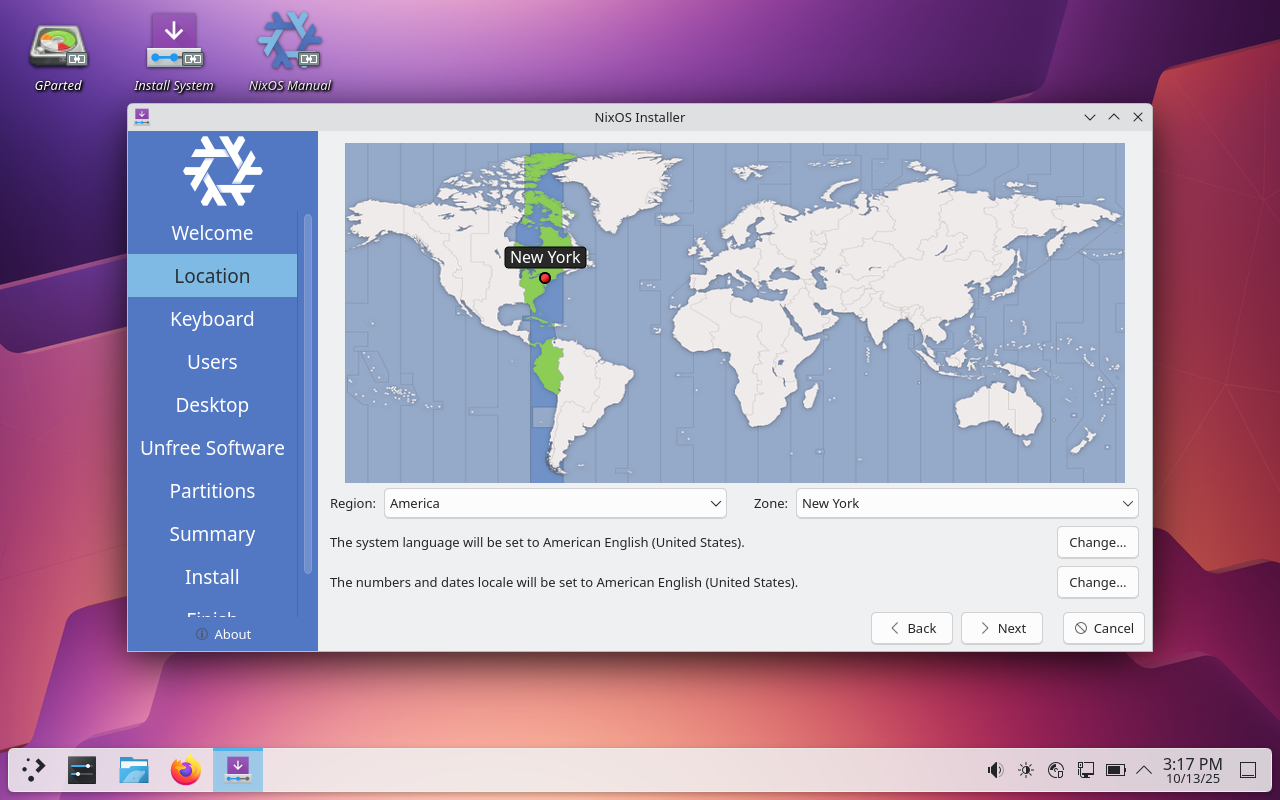 GParted
Install System
NixOS Manual
NixOS Installer
Welcome
Location
Keyboard
Users
Desktop
Unfree Software
Partitions
Summary
Install
Finish
About
New York
Region:
America
Zone:
New York
The system language will be set to American English (United States).
Change...
The numbers and dates locale will be set to American English (United States).
Change...
Back
Next
Cancel
3:17 PM
10/13/25